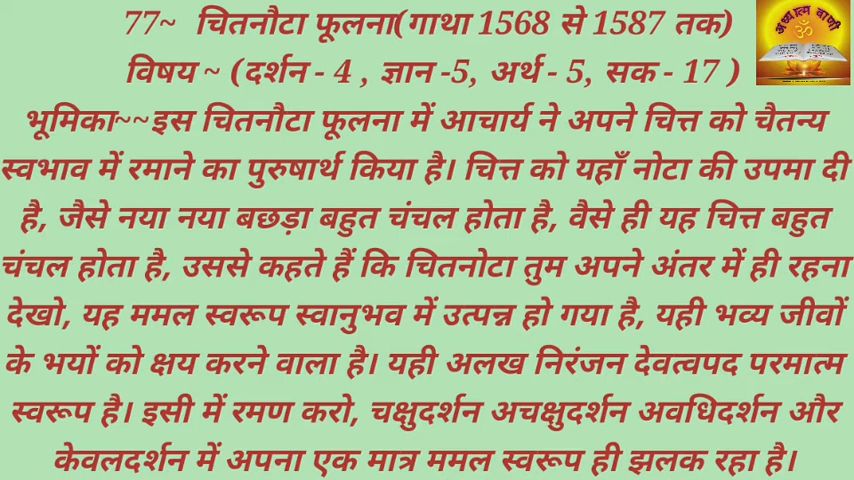 77~ चितनौटा फूलना(गाथा 1568 से 1587 तक)
विषय ~ (दर्शन - 4 , ज्ञान -5, अर्थ - 5, सक - 17 )
भूमिका~~इस चितनौटा फूलना में आचार्य ने अपने चित्त को चैतन्य
स्वभाव में रमाने का पुरुषार्थ किया है। चित्त को यहाँ नोटा की उपमा दी
है, जैसे नया नया बछड़ा बहुत चंचल होता है, वैसे ही यह चित्त बहुत
चंचल होता है, उससे कहते हैं कि चितनोटा तुम अपने अंतर में ही रहना
देखो, यह ममल स्वरूप स्वानुभव में उत्पन्न हो गया है, यही भव्य जीवों
के भयों को क्षय करने वाला है। यही अलख निरंजन देवत्वपद परमात्म
स्वरूप है। इसी में रमण करो, चक्षुदर्शन अचक्षुदर्शन अवधिदर्शन और
केवलदर्शन में अपना एक मात्र ममल स्वरूप ही झलक रहा है।
अध्यात्म वाणी
ॐ